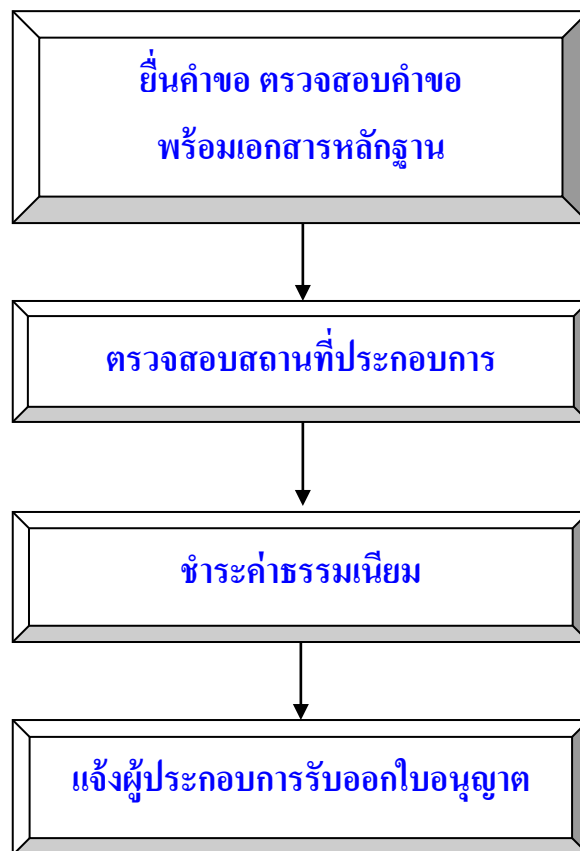 ยื่นคำขอ ตรวจสอบคำขอ
พร้อมเอกสารหลักฐาน
ตรวจสอบสถานที่ประกอบการ
ชำระค่าธรรมเนียม
แจ้งผู้ประกอบการรับออกใบอนุญาต